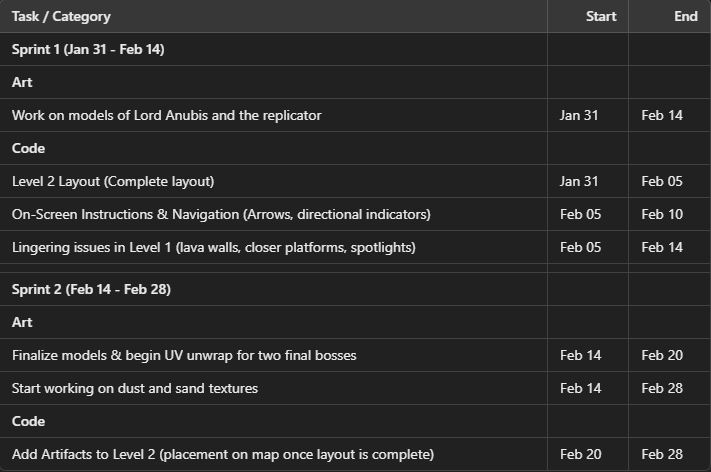 Task / Category Start End
Sprint 1 (Jan 31 - Feb 14)
Art
Work on models of Lord Anubis and the replicator Jan 31 Feb 14
Code
Level 2 Layout (Complete layout) Jan 31 Feb 05
On-Screen Instructions & Navigation (Arrows, directional indicators) Feb 05 Feb 10
Lingering issues in Level 1 (lava walls, closer platforms, spotlights) Feb 05 Feb 14
Sprint 2 (Feb 14 - Feb 28)
Art
Finalize models & begin UV unwrap for two final bosses Feb 14 Feb 20
Start working on dust and sand textures Feb 14 Feb 28
Code
Add Artifacts to Level 2 (placement on map once layout is complete) Feb 20 Feb 28